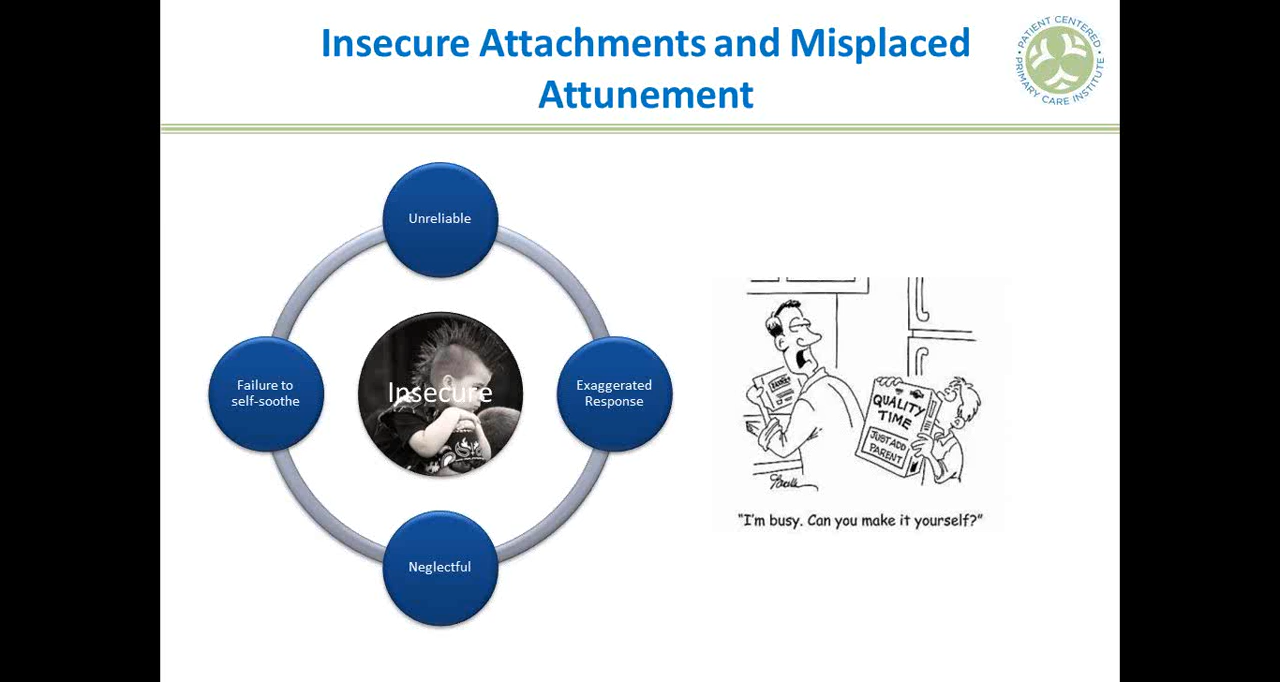 Insecure Attachments and Misplaced
Attunement
PATIENT CENTERED
PRIMARY CARE INSTITUTE
Unreliable
Failure to
self-soothe
Insecure
Exaggerated
Response
Neglectful
QUALITY
TIME
JUST ADD
PARENT
"I'm busy. Can you make it yourself?"